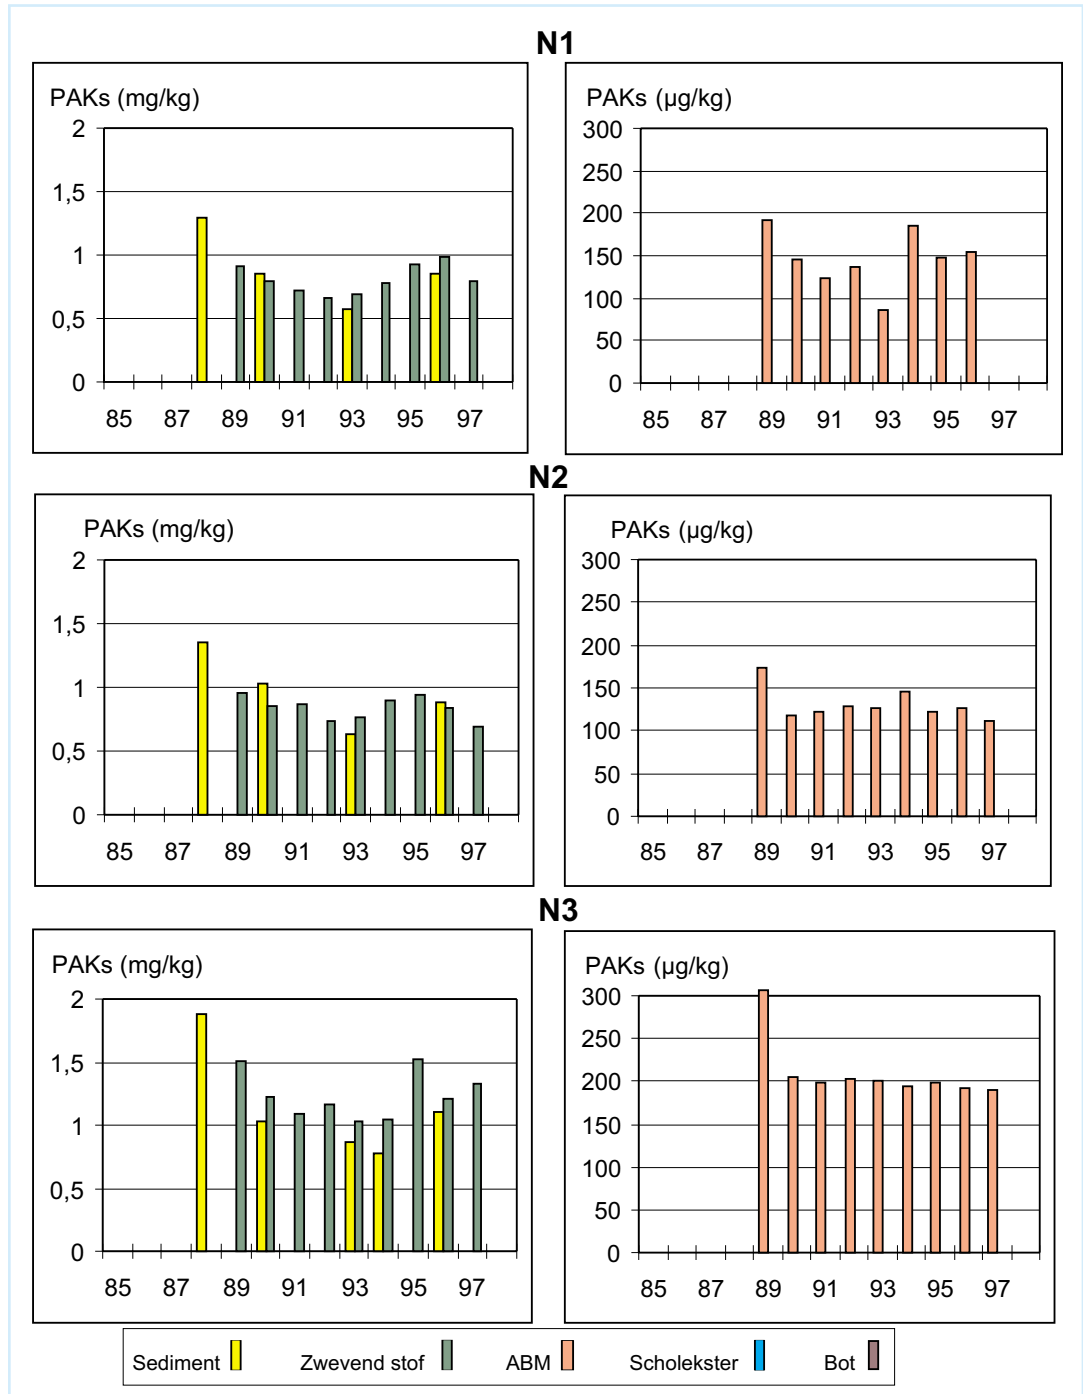 N1
PAKs (mg/kg)
2
1,5
1
0,5
0
85 87 89 91 93 95 97
PAKs (µg/kg)
300
250
200
150
100
50
0
85 87 89 91 93 95 97
N2
PAKs (mg/kg)
2
1,5
1
0,5
0
85 87 89 91 93 95 97
PAKs (µg/kg)
300
250
200
150
100
50
0
85 87 89 91 93 95 97
N3
PAKs (mg/kg)
2
1,5
1
0,5
0
85 87 89 91 93 95 97
PAKs (µg/kg)
300
250
200
150
100
50
0
85 87 89 91 93 95 97
Sediment Zwevend stof ABM Scholekster Bot